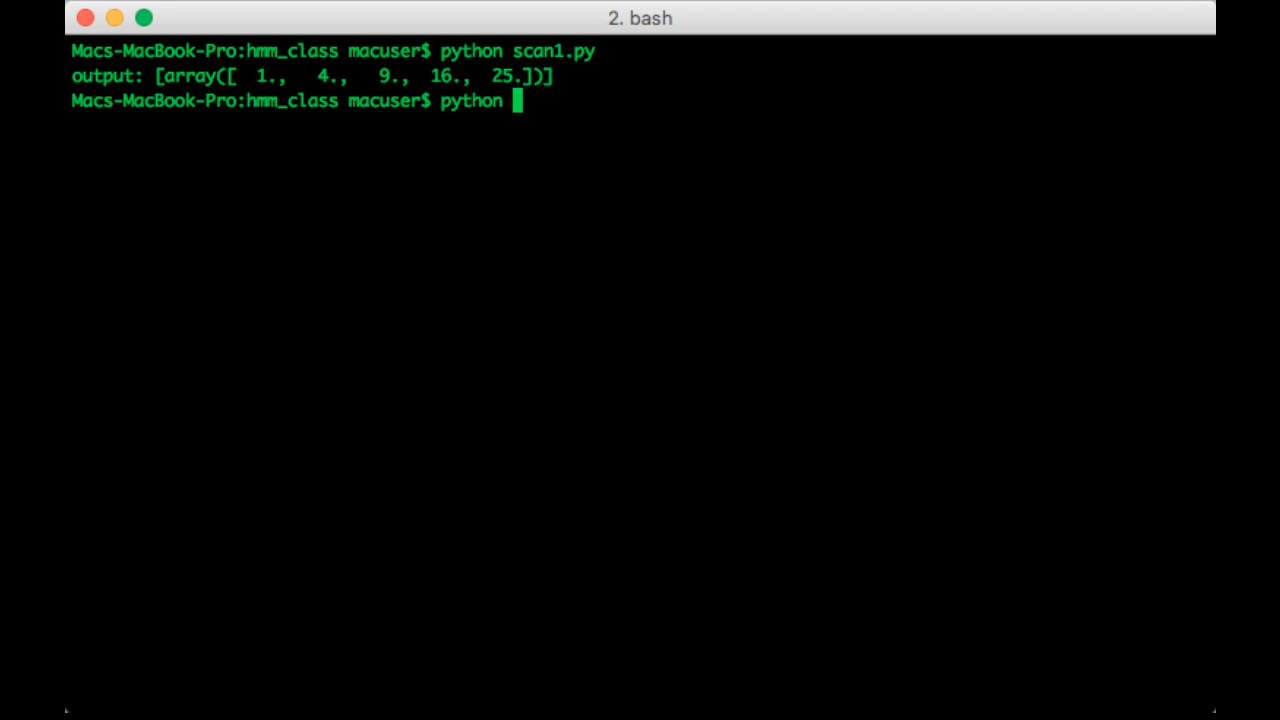 2. bash
Macs-MacBook-Pro:hmm_class macuser$ python scan1.py
output: [array([  1.,   4.,   9.,  16.,  25.])]
Macs-MacBook-Pro:hmm_class macuser$ python